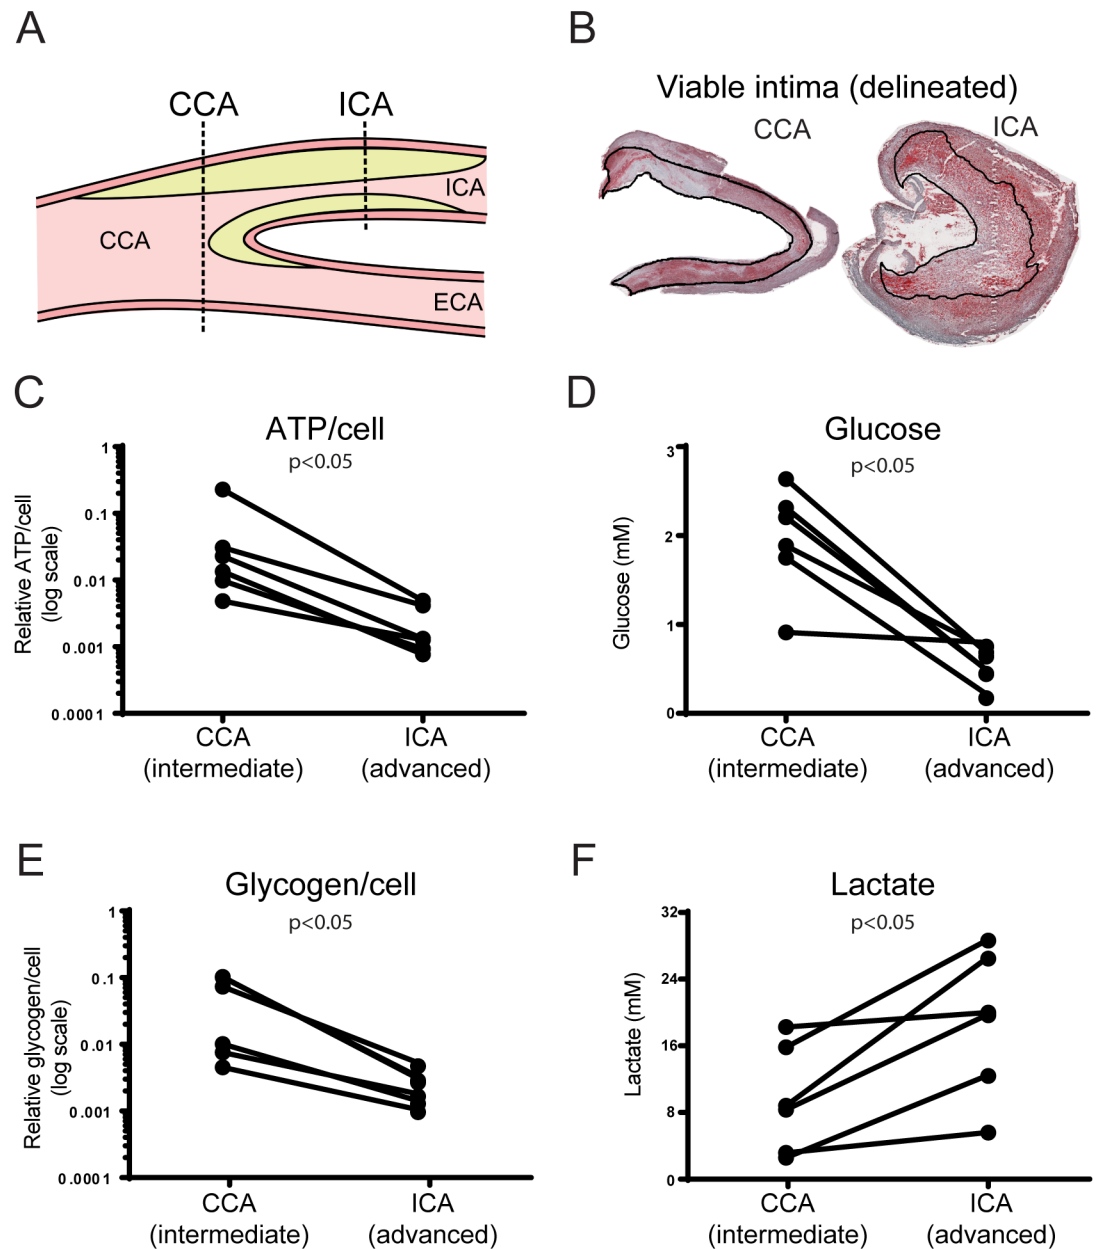 A
CCA
ICA
ICA
CCA
ECA
B
Viable intima (delineated)
CCA
ICA
C
ATP/cell
p<0.05
Relative ATP/cell
(log scale)
1
0.1
0.01
0.001
0.0001
CCA
(intermediate)
ICA
(advanced)
D
Glucose
p<0.05
Glucose (mM)
3
2
1
0
CCA
(intermediate)
ICA
(advanced)
E
Glycogen/cell
p<0.05
Relative glycogen/cell
(log scale)
1
0.1
0.01
0.001
0.0001
CCA
(intermediate)
ICA
(advanced)
F
Lactate
p<0.05
Lactate (mM)
32
24
16
8
0
CCA
(intermediate)
ICA
(advanced)